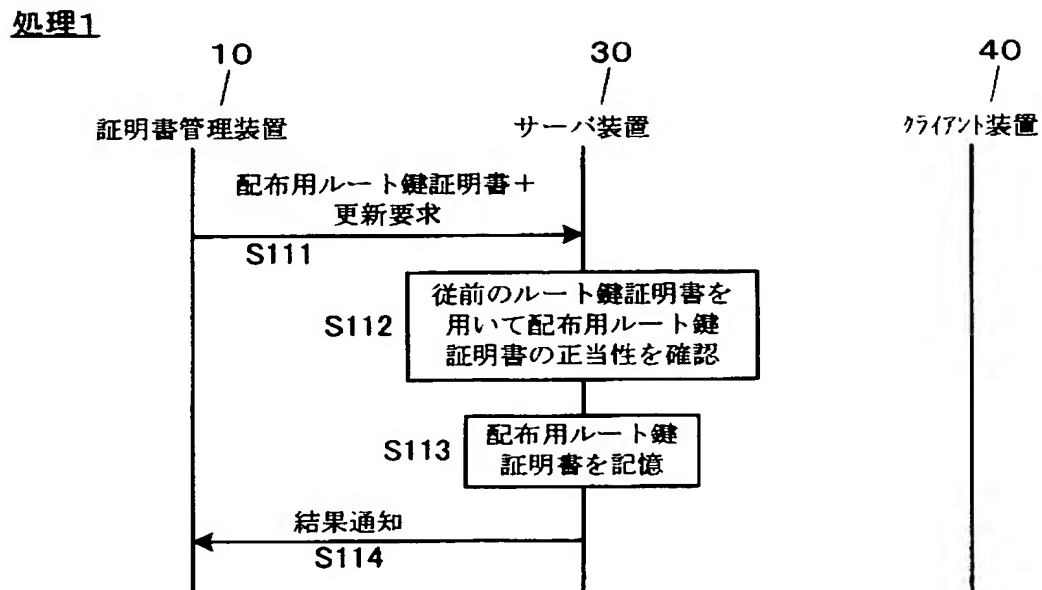 処理1
10
30
40
証明書管理装置
サーバ装置
クライアント装置
配布用ルート鍵証明書+
更新要求
S111
従前のルート鍵証明書を
用いて配布用ルート鍵
証明書の正当性を確認
S112
配布用ルート鍵
証明書を記憶
S113
結果通知
S114